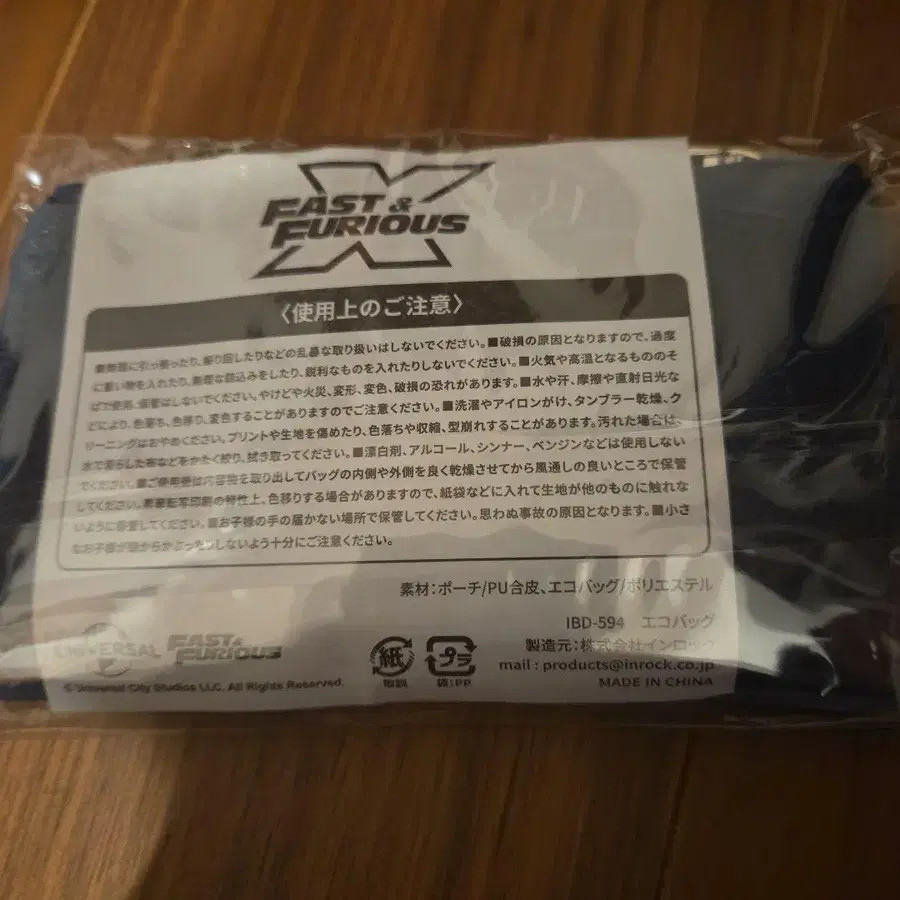 X
FAST &
FURIOUS
〈使用上のご注意〉
■無理に引っ張ったり、振り回したりなどの乱暴な取り扱いはしないでください。■破損の原因となりますので、過度
に重い物を入れたり、無理な詰込みをしたり、鋭利なものを入れたりしないでください。■火気や高温となるもののそ
ばで使用、保管はしないでください。やけどや火災、変形、変色、破損の恐れがあります。■水や汗、摩擦や直射日光な
どにより、色落ち、色移り、変色することがありますのでご注意ください。■洗濯やアイロンがけ、タンブラー乾燥、ク
リーニングはおやめください。プリントや生地を傷めたり、色落ちや収縮、型崩れすることがあります。汚れた場合は、
水で濡らした布などをかたく絞り、拭き取ってください。■漂白剤、アルコール、シンナー、ベンジンなどは使用しない
でください。■ご使用後は内容物を取り出してバッグの内側や外側を良く乾燥させてから風通しの良いところで保管
してください。昇華転写印刷の特性上、色移りする場合がありますので、紙袋などに入れて生地が他のものに触れな
いように保管してください。■お子様の手の届かない場所で保管してください。思わぬ事故の原因となります。■小さ
なお子様が頭からかぶったりしないよう十分にご注意ください。
素材：ポーチ/PU合皮、エコバッグ/ポリエステル
IBD-594 エコバッグ
製造元：株式会社インロック
mail : products@inrock.co.jp
MADE IN CHINA
UNIVERSAL
FAST &
FURIOUS
紙
取説
プラ
袋：PP
© Universal City Studios LLC. All Rights Reserved.